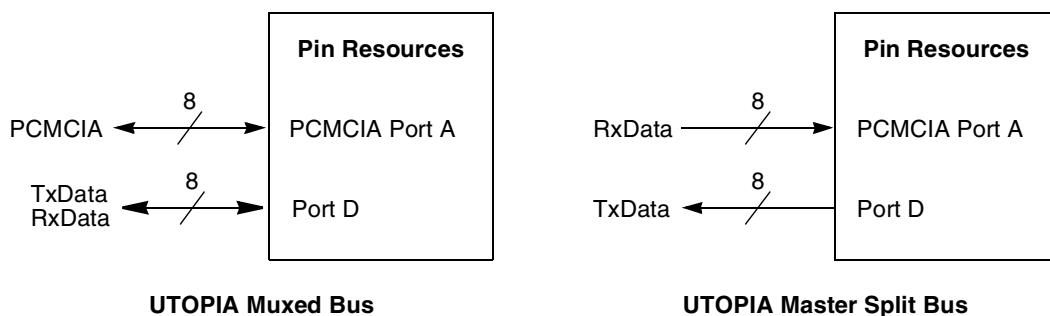 Pin Resources
8
PCMCIA
PCMCIA Port A
8
TxData
RxData
Port D
UTOPIA Muxed Bus
Pin Resources
8
RxData
PCMCIA Port A
8
TxData
Port D
UTOPIA Master Split Bus